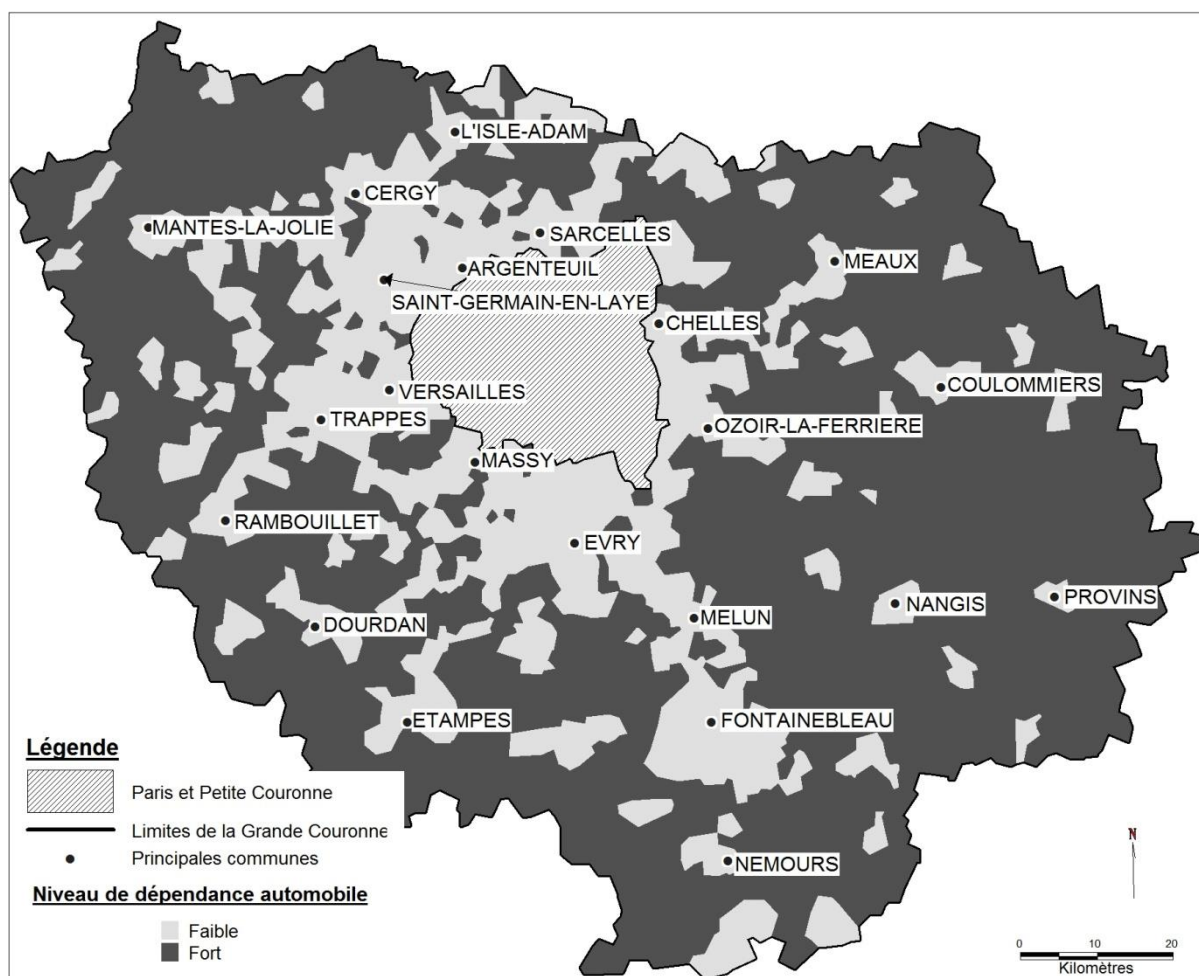 L'ISLE-ADAM
CERGY
MANTES-LA-JOLIE
SARCELLES
MEAUX
ARGENTEUIL
SAINT-GERMAIN-EN-LAYE
CHELLES
COULOMMIERS
VERSAILLES
TRAPPES
OZOIR-LA-FERRIERE
MASSY
RAMBOUILLET
EVRY
NANGIS
PROVINS
DOURDAN
MELUN
ETAMPES
FONTAINEBLEAU
NEMOURS
Légende
Paris et Petite Couronne
Limites de la Grande Couronne
Principales communes
Niveau de dépendance automobile
Faible
Fort
N
0 10 20
Kilomètres